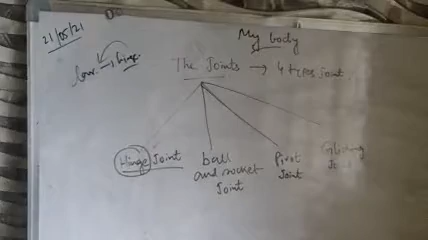 21/05/21
My body
The Joints → 4 types joint.
Hinge Joint
ball
and socket
Joint
Pivot
Joint
Gliding